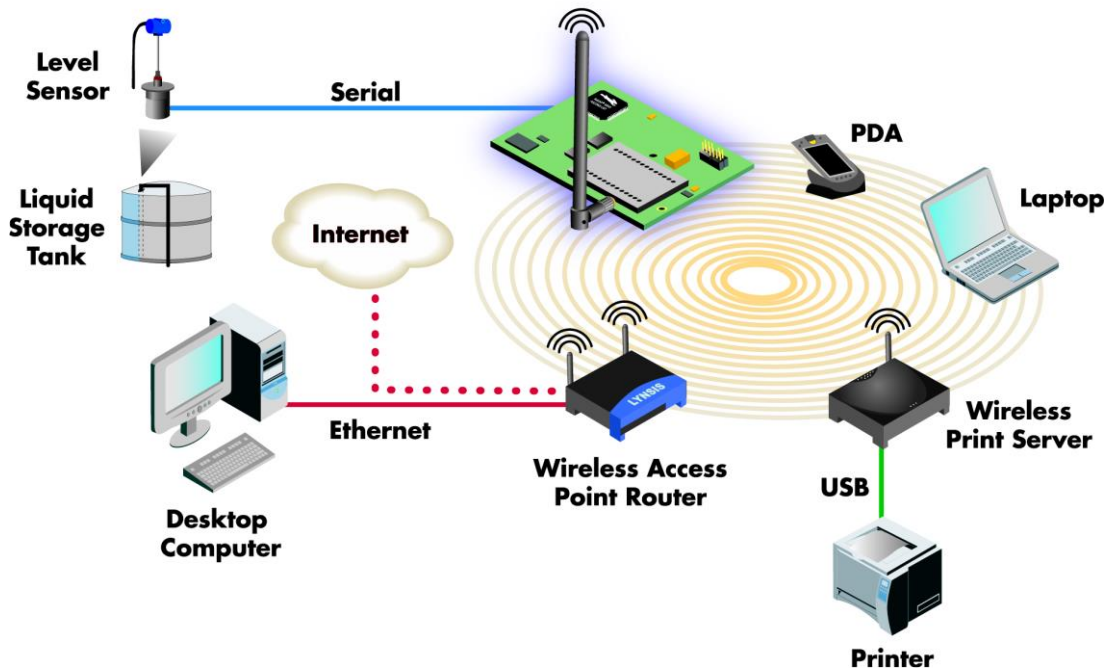 Level
Sensor
Serial
PDA
Laptop
Liquid
Storage
Tank
Internet
LYNSIS
Ethernet
Wireless Access
Point Router
Wireless
Print Server
USB
Desktop
Computer
Printer